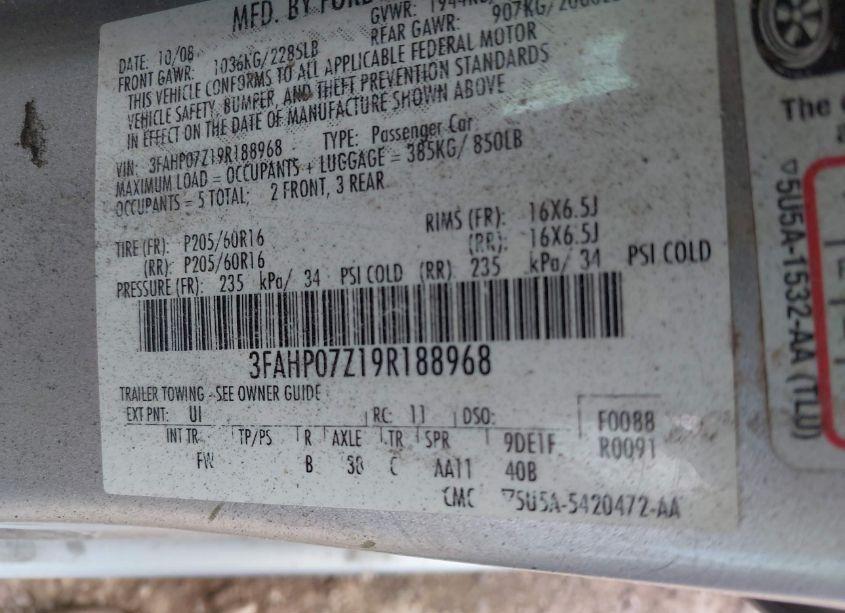 MFD. BY FORD
DATE: 10/08
GVWR:
FRONT GAWR: 1036KG/2285LB
REAR GAWR: 907KG/
THIS VEHICLE CONFORMS TO ALL APPLICABLE FEDERAL MOTOR
VEHICLE SAFETY, BUMPER, AND THEFT PREVENTION STANDARDS
IN EFFECT ON THE DATE OF MANUFACTURE SHOWN ABOVE
VIN: 3FAHP07Z19R188968 TYPE: Passenger Car
MAXIMUM LOAD = OCCUPANTS + LUGGAGE = 385KG/ 850LB
OCCUPANTS = 5 TOTAL; 2 FRONT, 3 REAR
TIRE (FR): P205/60R16 RIMS (FR): 16X6.5J
(RR): P205/60R16 (RR): 16X6.5J
PRESSURE (FR): 235 kPa/ 34 PSI COLD (RR) 235 kPa/ 34 PSI COLD
3FAHP07Z19R188968
TRAILER TOWING - SEE OWNER GUIDE
EXT PNT: UI RC: 11 DSO: F0088
INT TR TP/PS R AXLE TR SPR 9DE1F R0091
FW B 38 C AA11 40B
CMC 75U5A-5420472-AA
The
5U5A-1532-AA (TLU)